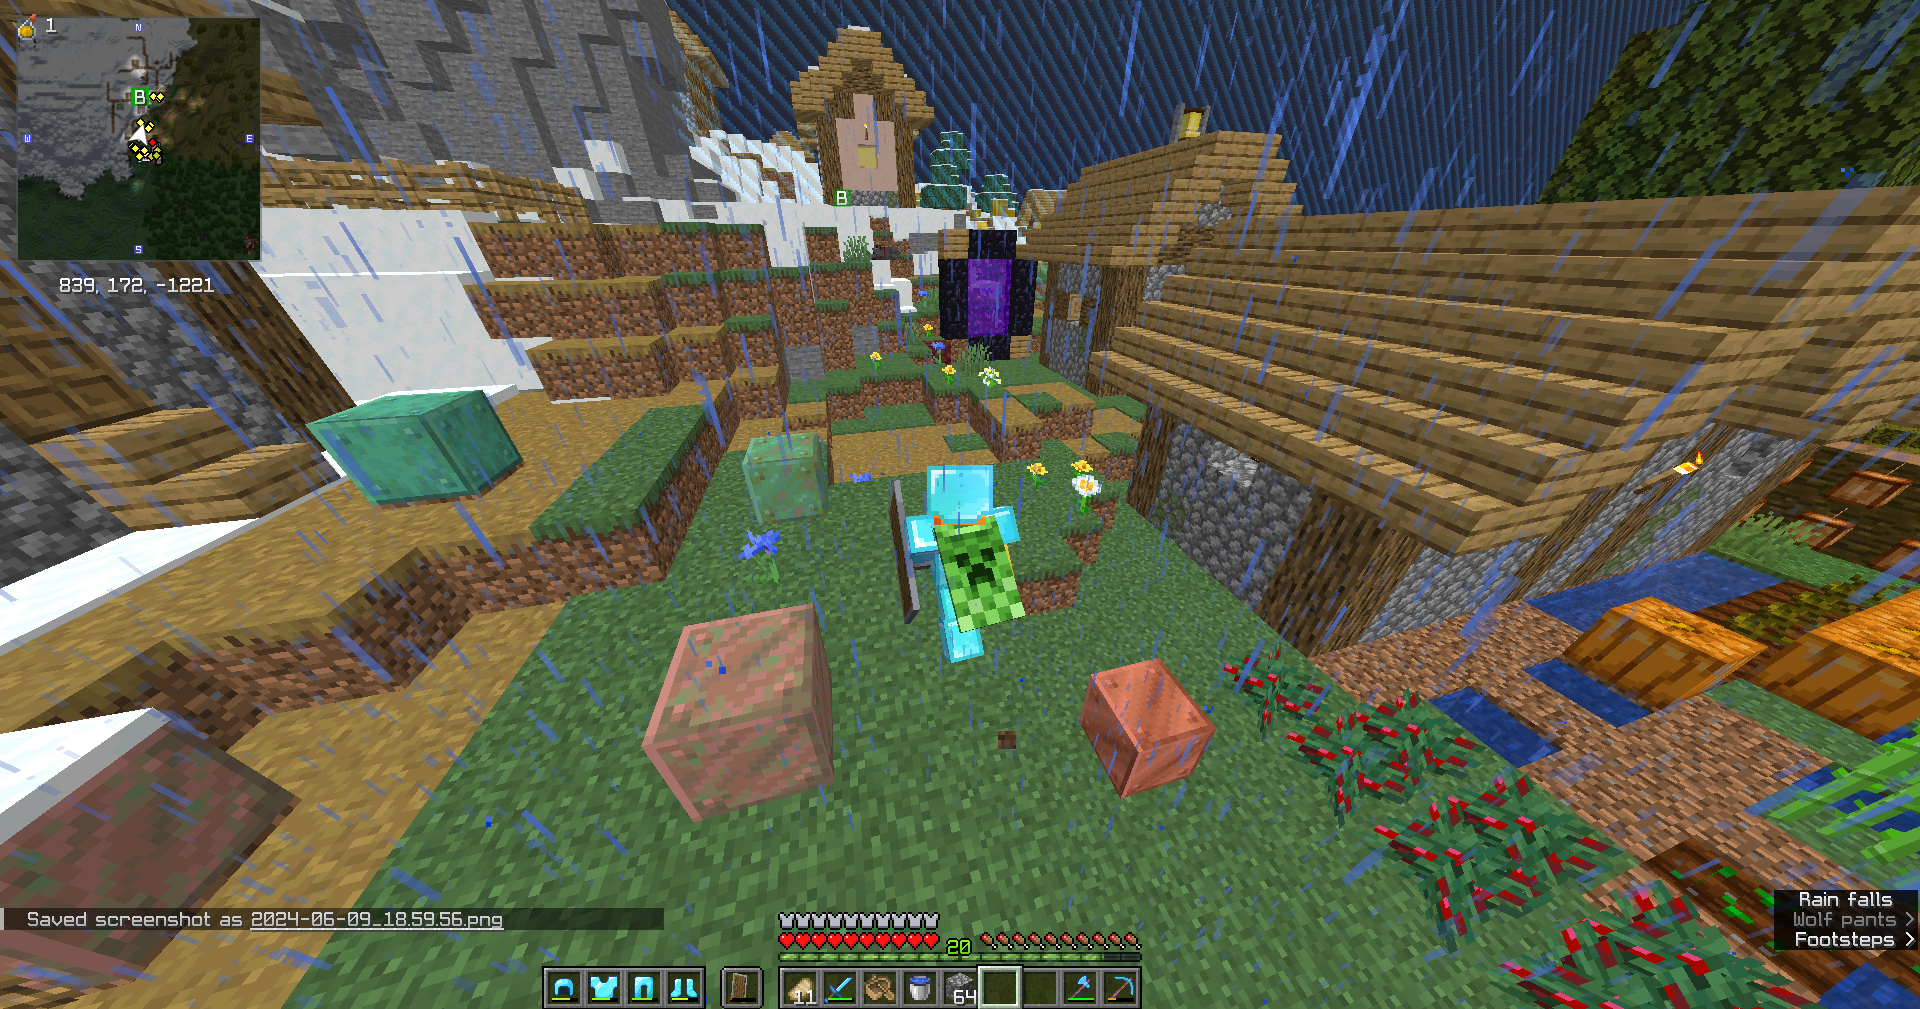 1
N
B
W
E
S
839, 172, -1221
B
Saved screenshot as 2024-06-09_18.59.56.png
Rain falls
Wolf pants >
Footsteps >
20
11
64